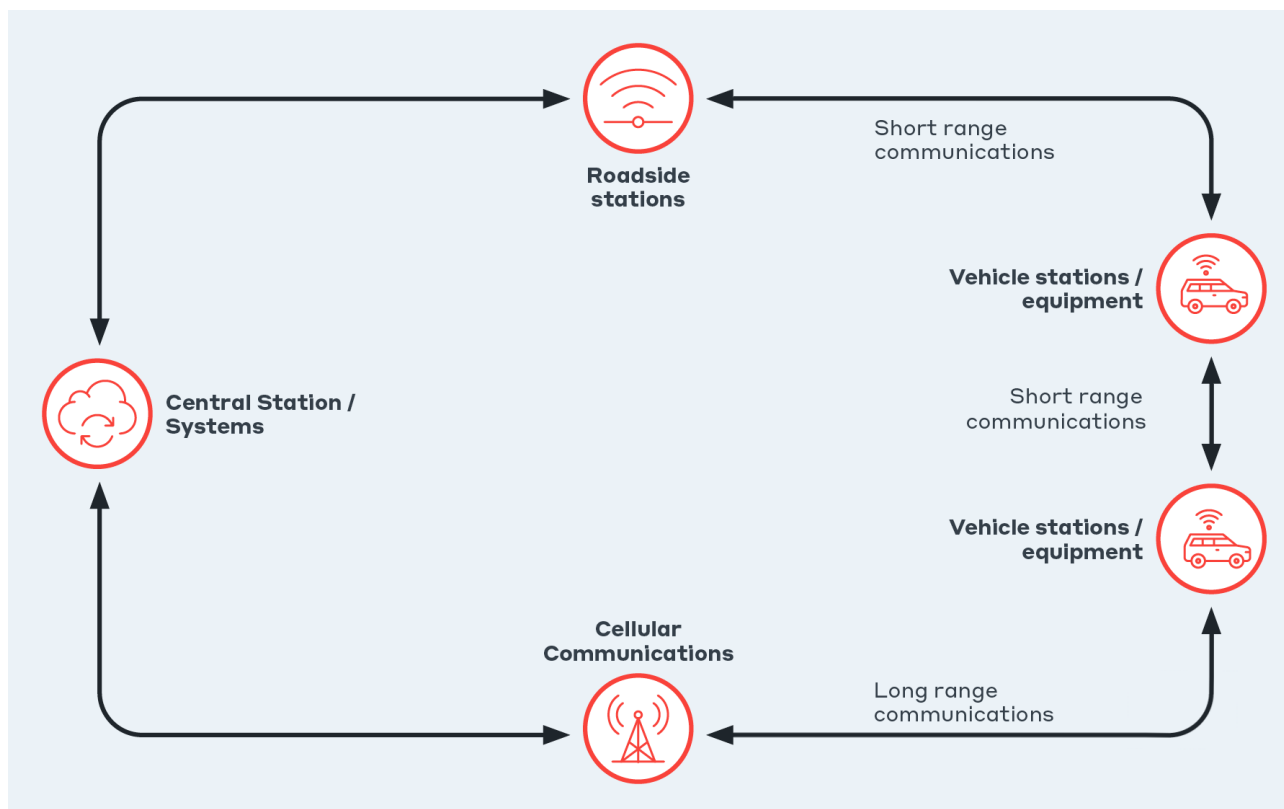 Short range
communications
Roadside
stations
Vehicle stations /
equipment
Central Station /
Systems
Short range
communications
Vehicle stations /
equipment
Cellular
Communications
Long range
communications